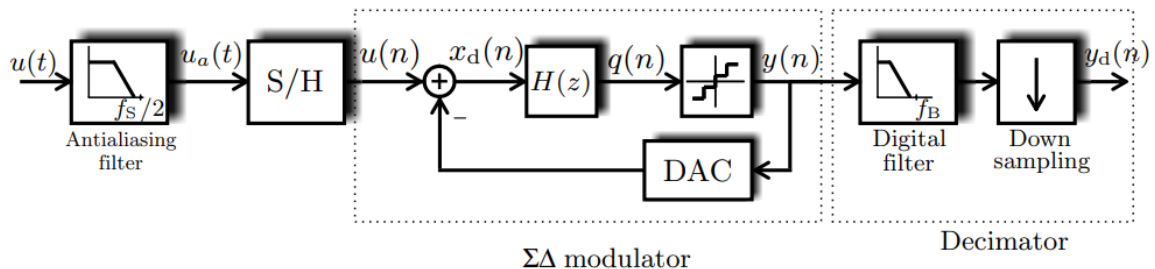 u(t)
f_S/2
Antialiasing
filter
u_a(t)
S/H
u(n)
+
−
x_d(n)
H(z)
q(n)
y(n)
DAC
ΣΔ modulator
f_B
Digital
filter
Down
sampling
y_d(n)
Decimator